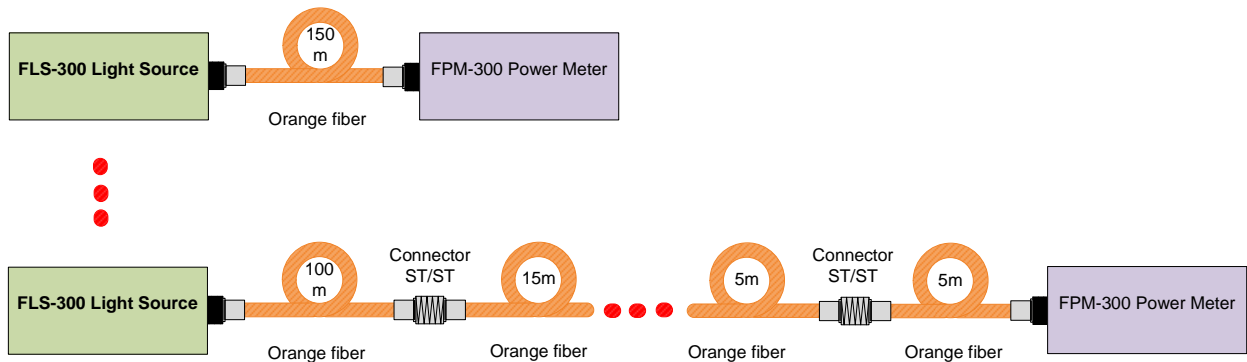 150
m
FLS-300 Light Source
FPM-300 Power Meter
Orange fiber
Connector
ST/ST
Connector
ST/ST
100
m
15m
5m
5m
FLS-300 Light Source
FPM-300 Power Meter
Orange fiber
Orange fiber
Orange fiber
Orange fiber